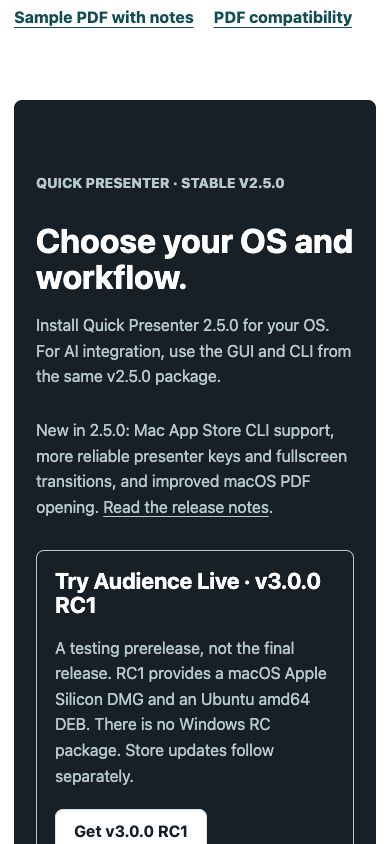 Sample PDF with notes PDF compatibility
QUICK PRESENTER · STABLE V2.5.0
Choose your OS and
workflow.
Install Quick Presenter 2.5.0 for your OS.
For AI integration, use the GUI and CLI from
the same v2.5.0 package.
New in 2.5.0: Mac App Store CLI support,
more reliable presenter keys and fullscreen
transitions, and improved macOS PDF
opening. Read the release notes.
Try Audience Live · v3.0.0
RC1
A testing prerelease, not the final
release. RC1 provides a macOS Apple
Silicon DMG and an Ubuntu amd64
DEB. There is no Windows RC
package. Store updates follow
separately.
Get v3.0.0 RC1